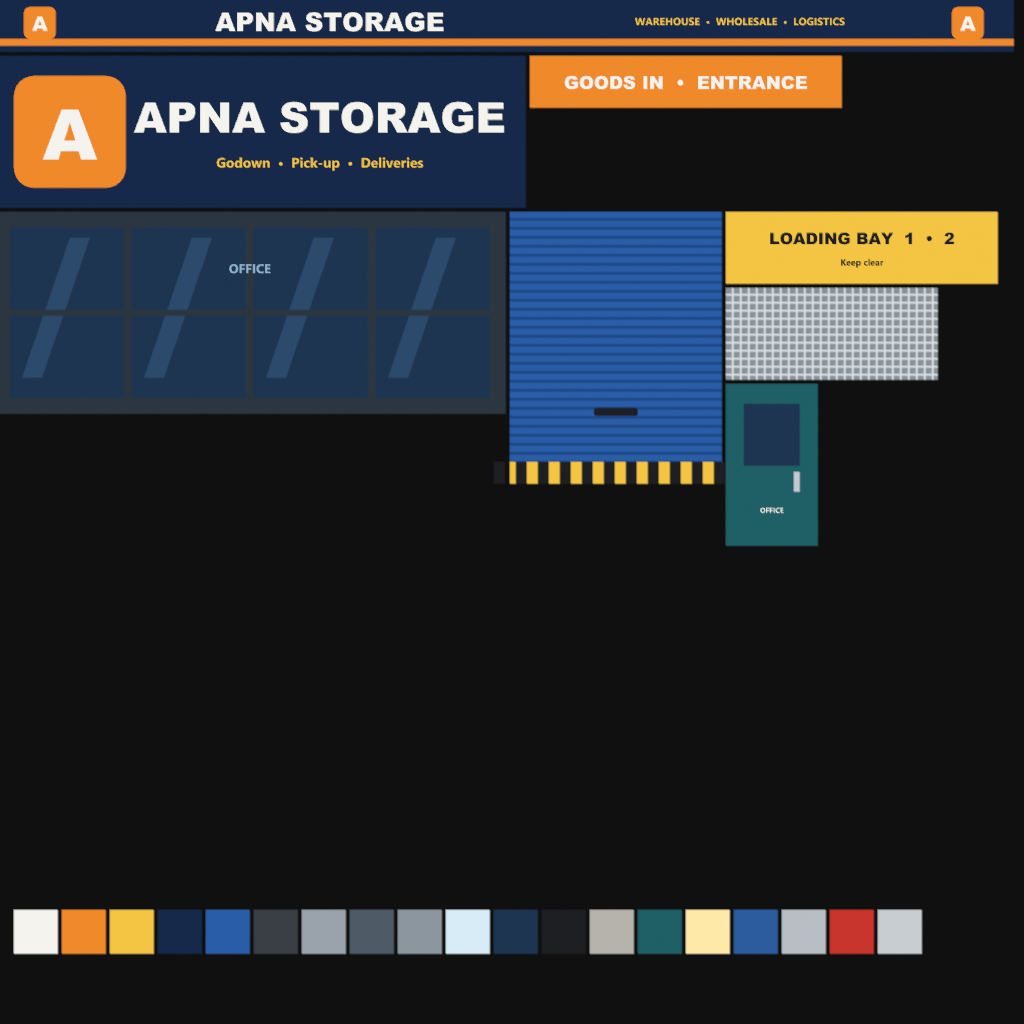 A APNA STORAGE WAREHOUSE • WHOLESALE • LOGISTICS A
GOODS IN • ENTRANCE
A APNA STORAGE
Godown • Pick-up • Deliveries
LOADING BAY 1 • 2
Keep clear
OFFICE
OFFICE